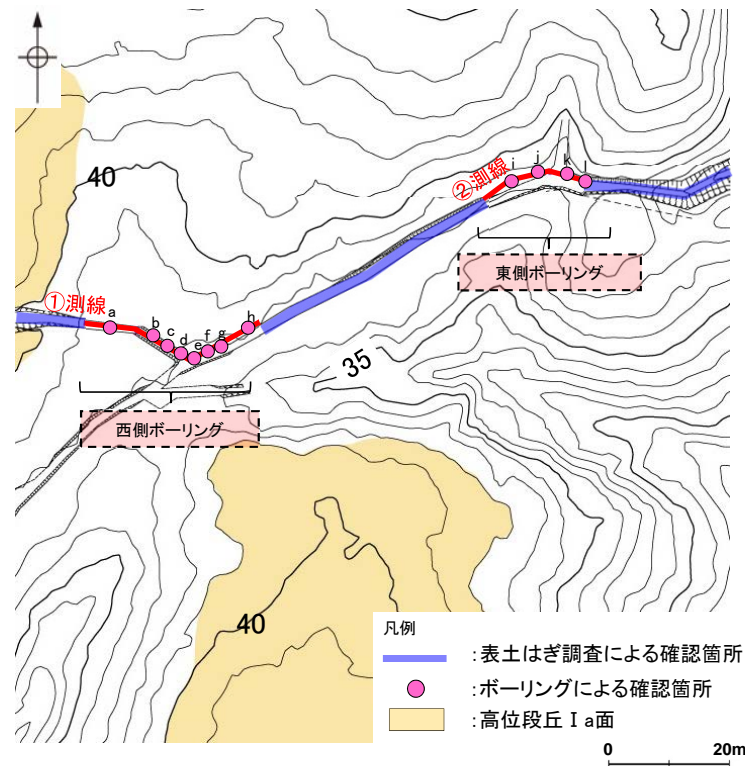 40
②測線
i
j
k
l
東側ボーリング
①測線
a
b
c
d
e
f
g
h
35
西側ボーリング
40
凡例
:表土はぎ調査による確認箇所
:ボーリングによる確認箇所
:高位段丘Ⅰa面
0
20m